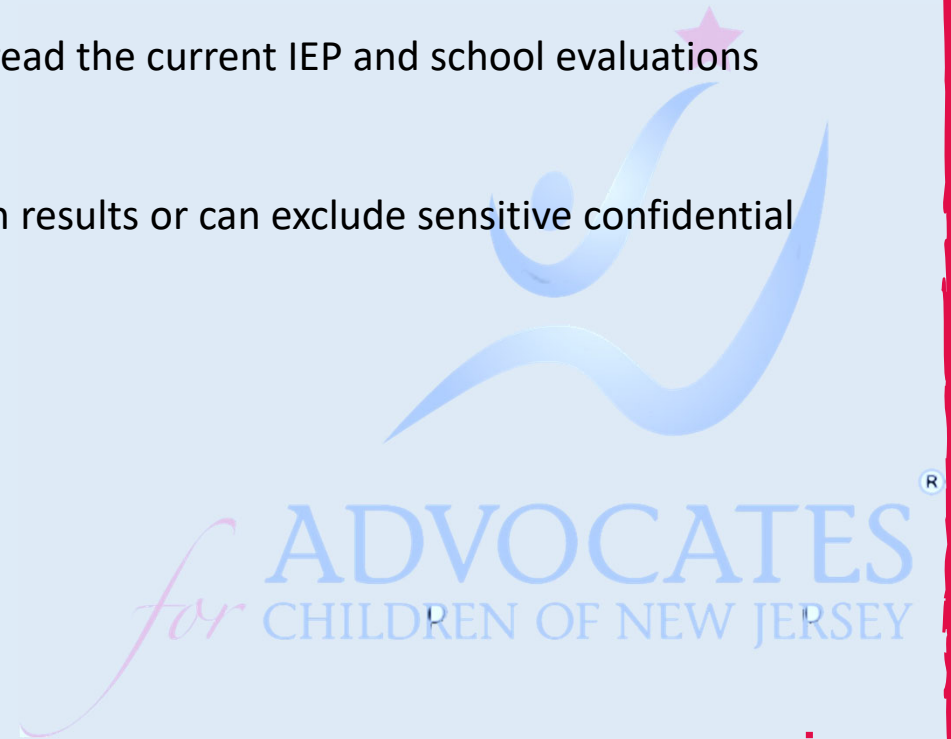 ead the current IEP and school evaluations
n results or can exclude sensitive confidential
ADVOCATES®
for CHILDREN OF NEW JERSEY